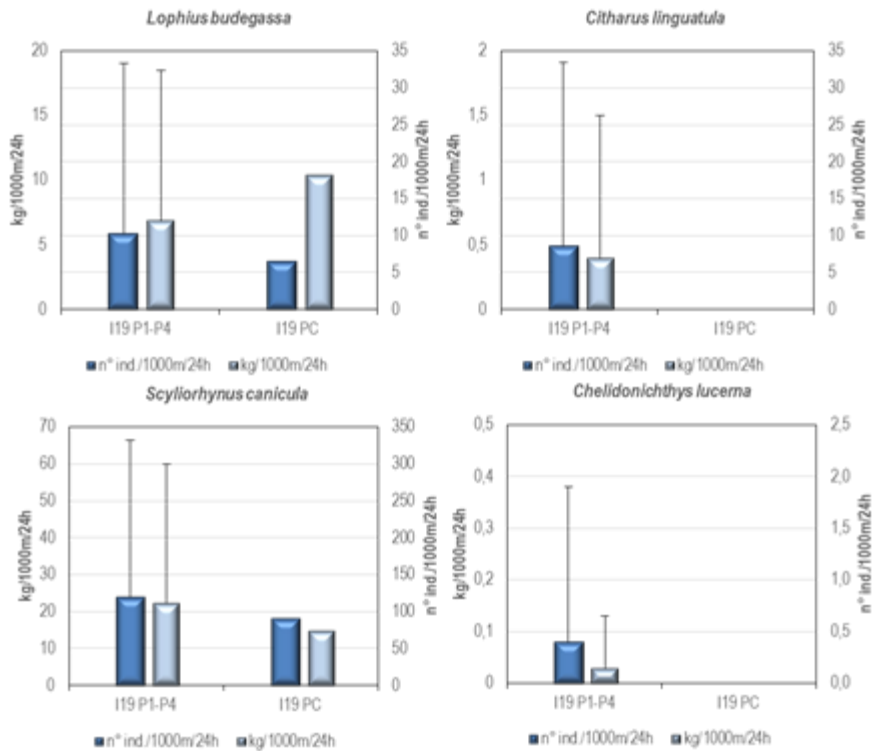 Lophius budegassa
20
15
10
5
0
35
30
25
20
15
10
5
0
kg/1000m/24h
n° ind./1000m/24h
I19 P1-P4 I19 PC
n° ind./1000m/24h kg/1000m/24h
Citharus linguatula
2
1,5
1
0,5
0
35
30
25
20
15
10
5
0
kg/1000m/24h
n° ind./1000m/24h
I19 P1-P4 I19 PC
n° ind./1000m/24h kg/1000m/24h
Scyliorhynus canicula
70
60
50
40
30
20
10
0
350
300
250
200
150
100
50
0
kg/1000m/24h
n° ind./1000m/24h
I19 P1-P4 I19 PC
n° ind./1000m/24h kg/1000m/24h
Chelidonichthys lucerna
0,5
0,4
0,3
0,2
0,1
0
2,5
2,0
1,5
1,0
0,5
0,0
kg/1000m/24h
n° ind./1000m/24h
I19 P1-P4 I19 PC
n° ind./1000m/24h kg/1000m/24h